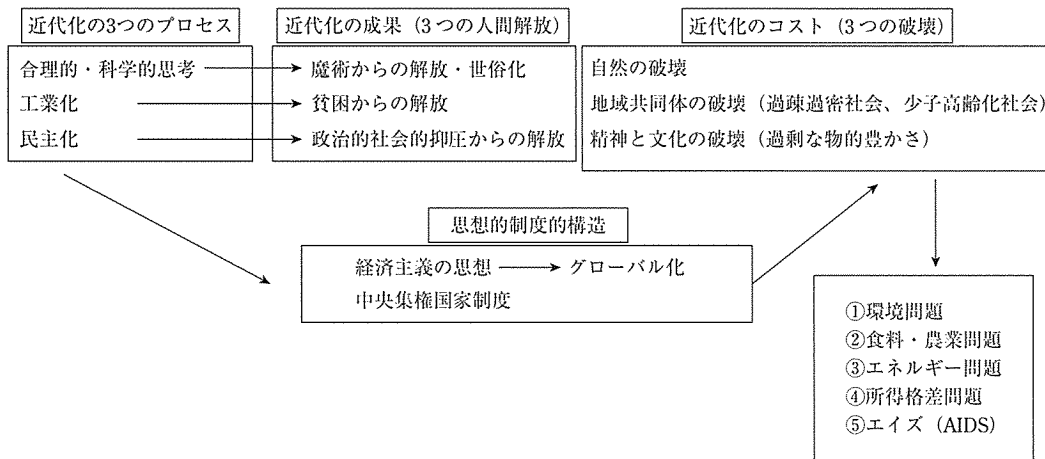 近代化の3つのプロセス
合理的・科学的思考
工業化
民主化
近代化の成果（3つの人間解放）
魔術からの解放・世俗化
貧困からの解放
政治的社会的抑圧からの解放
近代化のコスト（3つの破壊）
自然の破壊
地域共同体の破壊（過疎過密社会、少子高齢化社会）
精神と文化の破壊（過剰な物的豊かさ）
思想的制度的構造
経済主義の思想 グローバル化
中央集権国家制度
①環境問題
②食料・農業問題
③エネルギー問題
④所得格差問題
⑤エイズ（AIDS）